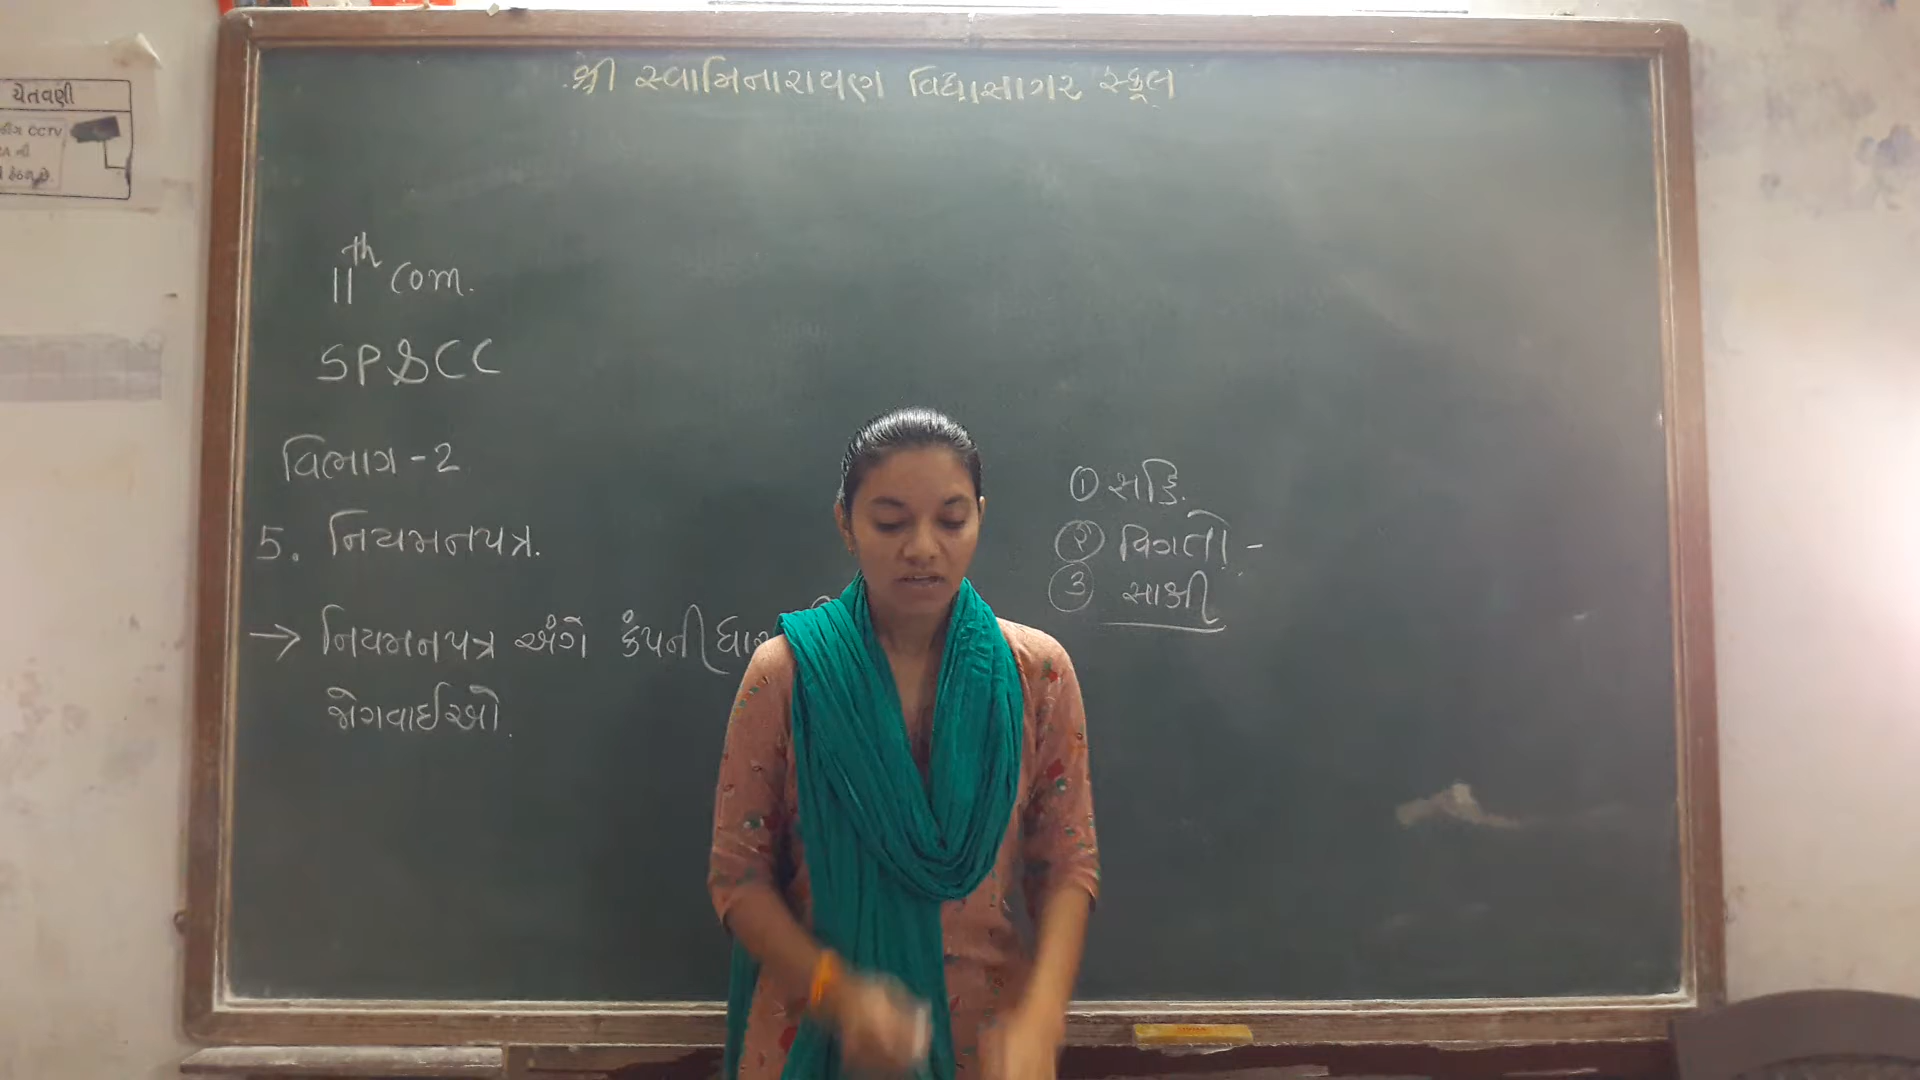 શ્રી સ્વામિનારાયણ વિદ્યાસાગર સ્કૂલ
ચેતવણી
CCTV
ની
11th com.
SP&CC
વિભાગ - 2
5. નિયમનપત્ર.
→ નિયમનપત્ર અંગે કંપનીધા
જોગવાઈઓ.
① સહિ.
② વિગતો -
③ સાક્ષી